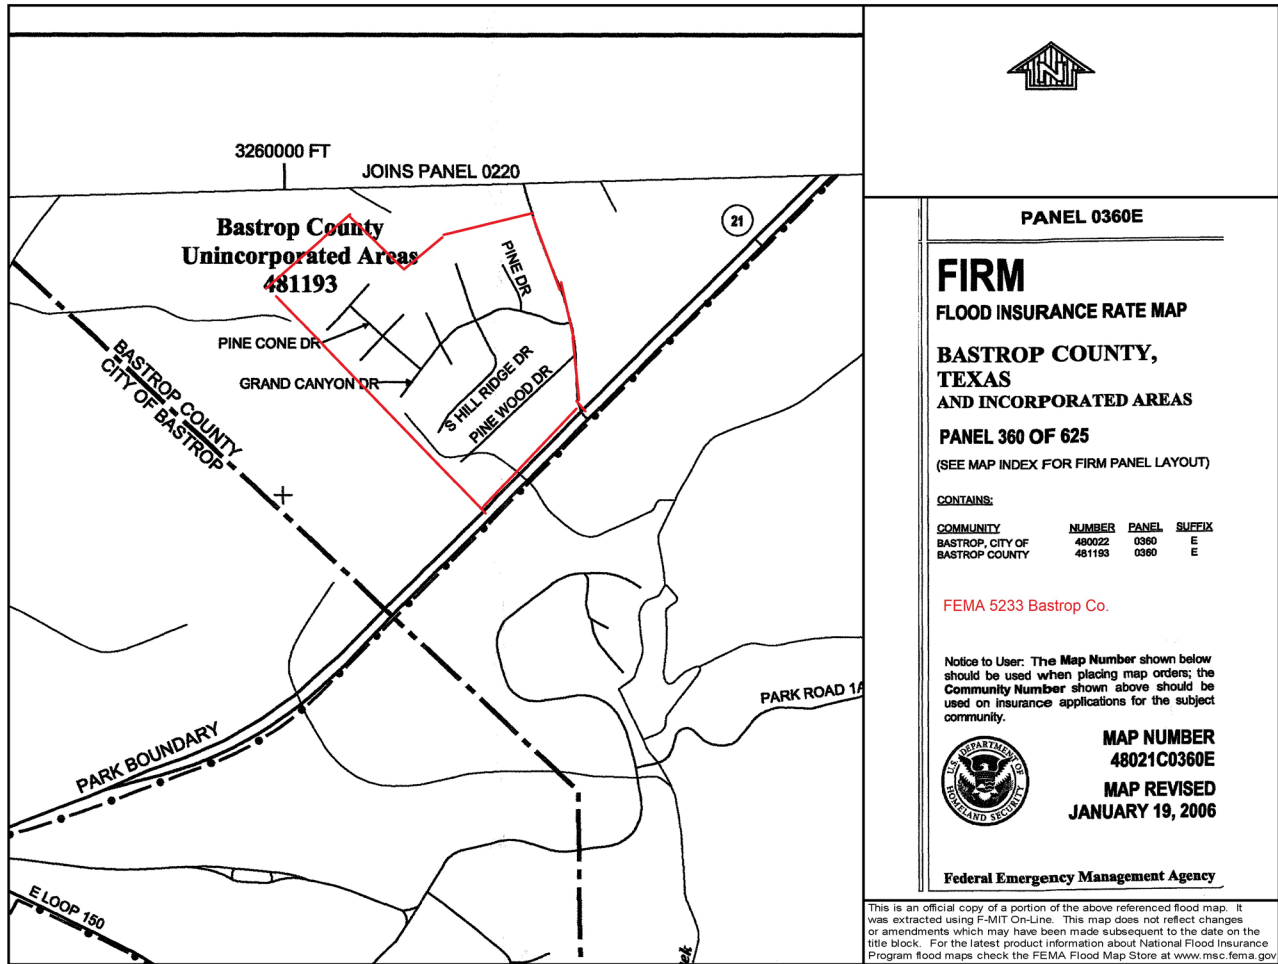 3260000 FT
JOINS PANEL 0220
Bastrop County
Unincorporated Areas
481193
21
PINE DR
PINE CONE DR
GRAND CANYON DR
S HILL RIDGE DR
PINE WOOD DR
BASTROP COUNTY
CITY OF BASTROP
PARK BOUNDARY
PARK ROAD 1A
E LOOP 150
N
PANEL 0360E
FIRM
FLOOD INSURANCE RATE MAP
BASTROP COUNTY,
TEXAS
AND INCORPORATED AREAS
PANEL 360 OF 625
(SEE MAP INDEX FOR FIRM PANEL LAYOUT)
CONTAINS:
COMMUNITY NUMBER PANEL SUFFIX
BASTROP, CITY OF 480022 0360 E
BASTROP COUNTY 481193 0360 E
FEMA 5233 Bastrop Co.
Notice to User: The Map Number shown below
should be used when placing map orders; the
Community Number shown above should be
used on insurance applications for the subject
community.
U.S. DEPARTMENT OF
HOMELAND SECURITY
MAP NUMBER
48021C0360E
MAP REVISED
JANUARY 19, 2006
Federal Emergency Management Agency
This is an official copy of a portion of the above referenced flood map. It
was extracted using F-MIT On-Line. This map does not reflect changes
or amendments which may have been made subsequent to the date on the
title block. For the latest product information about National Flood Insurance
Program flood maps check the FEMA Flood Map Store at www.msc.fema.gov